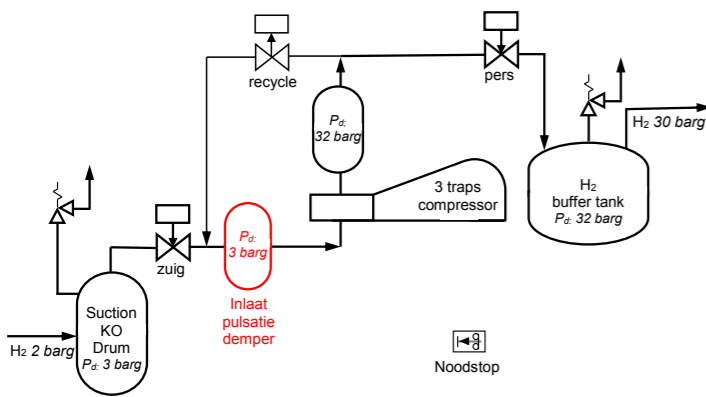 recycle
pers
P d:
32 barg
H2 30 barg
H2
buffer tank
Pd: 32 barg
3 traps
compressor
Pd:
3 barg
zuig
Inlaat
pulsatie
demper
Suction
KO
Drum
Pd: 3 barg
H2 2 barg
Noodstop